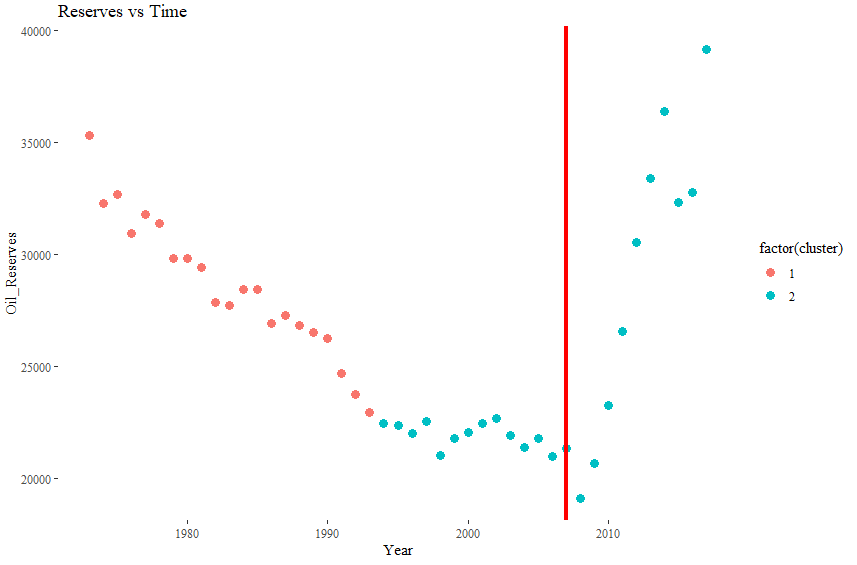 Reserves vs Time
40000
35000
30000
25000
20000
Oil_Reserves
1980
1990
2000
2010
Year
factor(cluster)
1
2